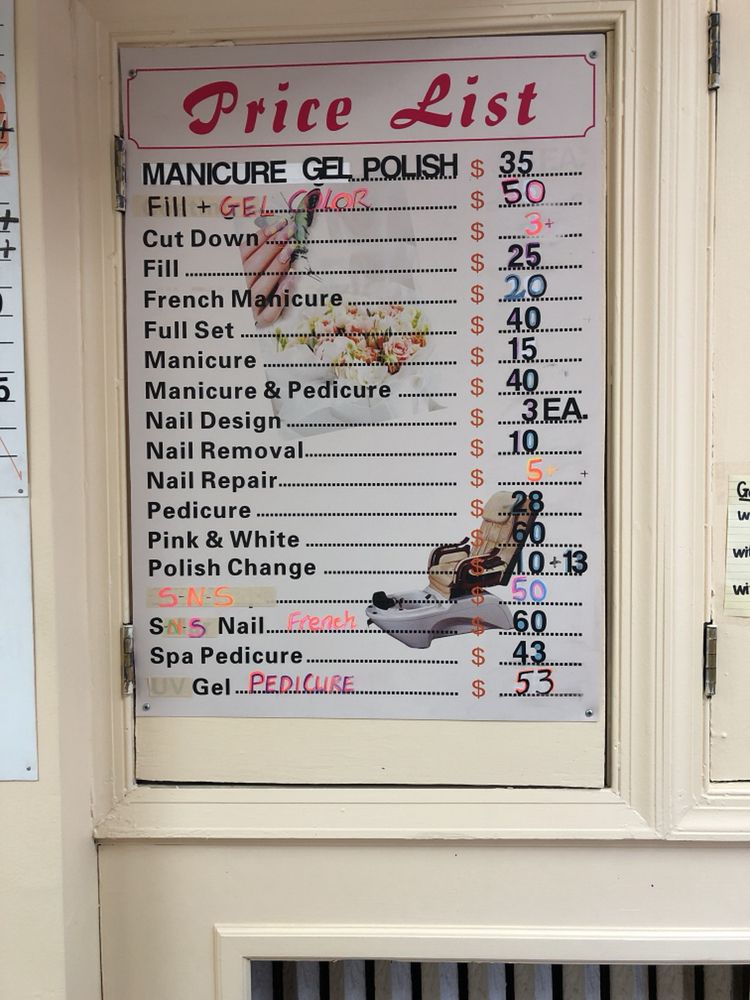 Price List
MANICURE GEL POLISH $ 35
Fill + GEL COLOR $ 50
Cut Down $ 3+
Fill $ 25
French Manicure $ 20
Full Set $ 40
Manicure $ 15
Manicure & Pedicure $ 40
Nail Design $ 3 EA.
Nail Removal $ 10
Nail Repair $ 5+ +
Pedicure $ 28
Pink & White $ 60
Polish Change $ 10 +13
S-N-S $ 50
SNS Nail French $ 60
Spa Pedicure $ 43
UV Gel PEDICURE $ 53